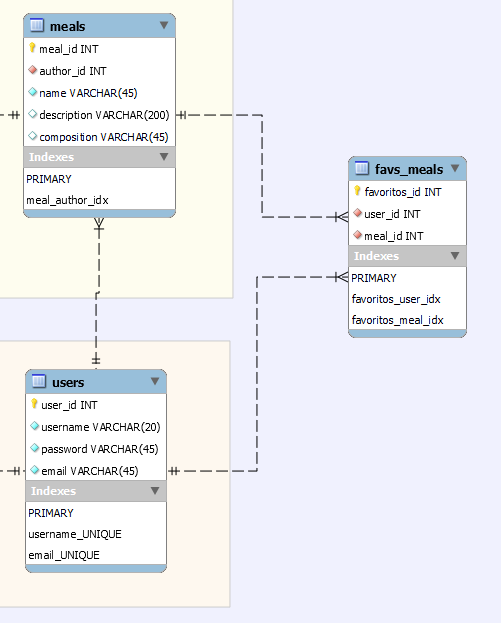 meals
meal_id INT
author_id INT
name VARCHAR(45)
description VARCHAR(200)
composition VARCHAR(45)
Indexes
PRIMARY
meal_author_idx
favs_meals
favoritos_id INT
user_id INT
meal_id INT
Indexes
PRIMARY
favoritos_user_idx
favoritos_meal_idx
users
user_id INT
username VARCHAR(20)
password VARCHAR(45)
email VARCHAR(45)
Indexes
PRIMARY
username_UNIQUE
email_UNIQUE